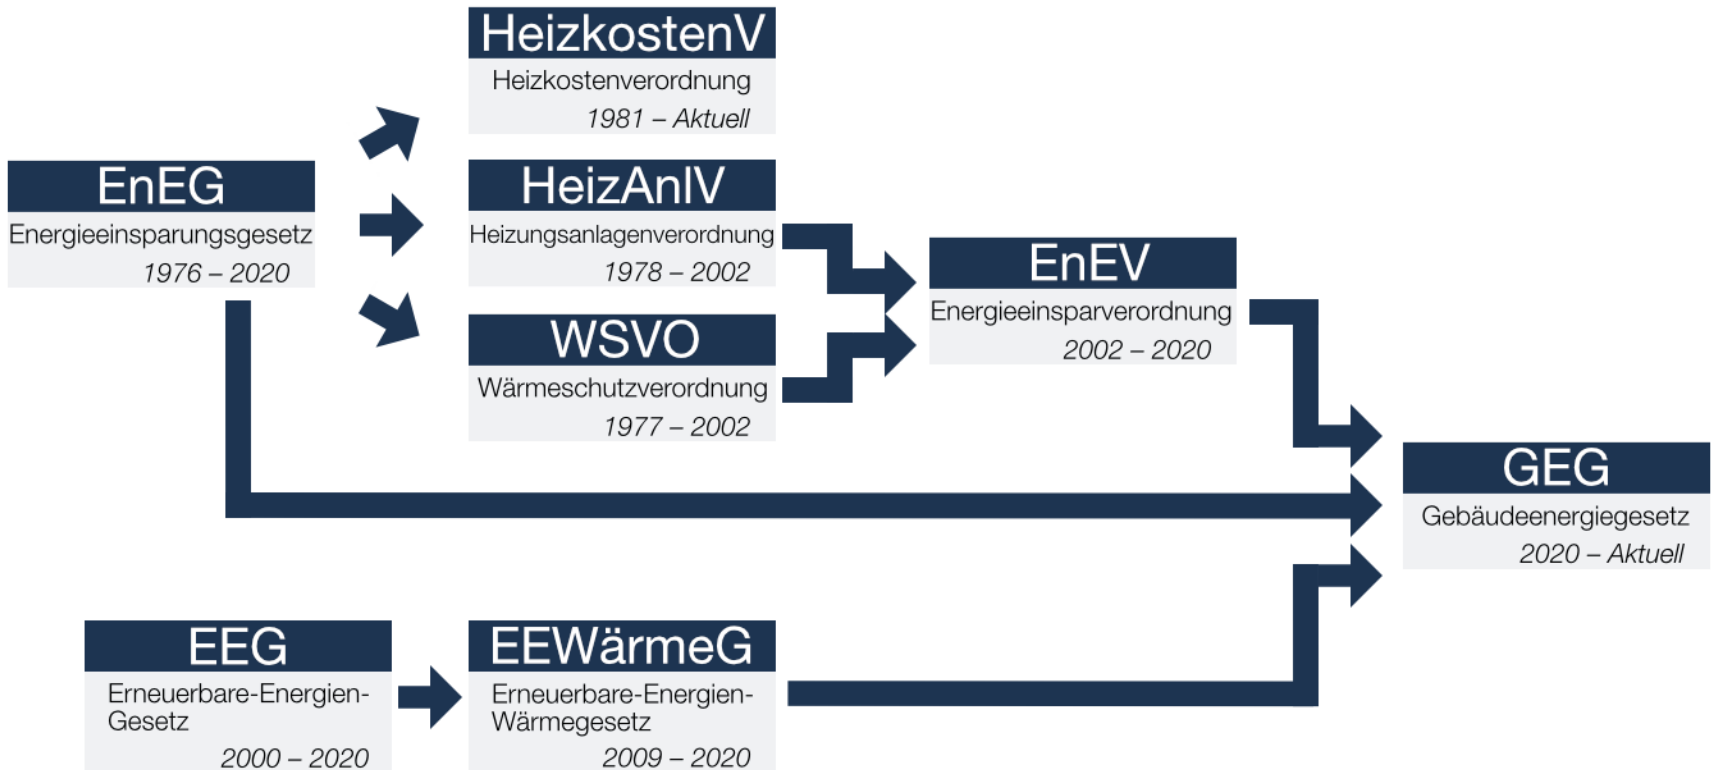 HeizkostenV
Heizkostenverordnung
1981 – Aktuell
EnEG
Energieeinsparungsgesetz
1976 – 2020
HeizAnlV
Heizungsanlagenverordnung
1978 – 2002
WSVO
Wärmeschutzverordnung
1977 – 2002
EnEV
Energieeinsparverordnung
2002 – 2020
GEG
Gebäudeenergiegesetz
2020 – Aktuell
EEG
Erneuerbare-Energien-
Gesetz
2000 – 2020
EEWärmeG
Erneuerbare-Energien-
Wärmegesetz
2009 – 2020